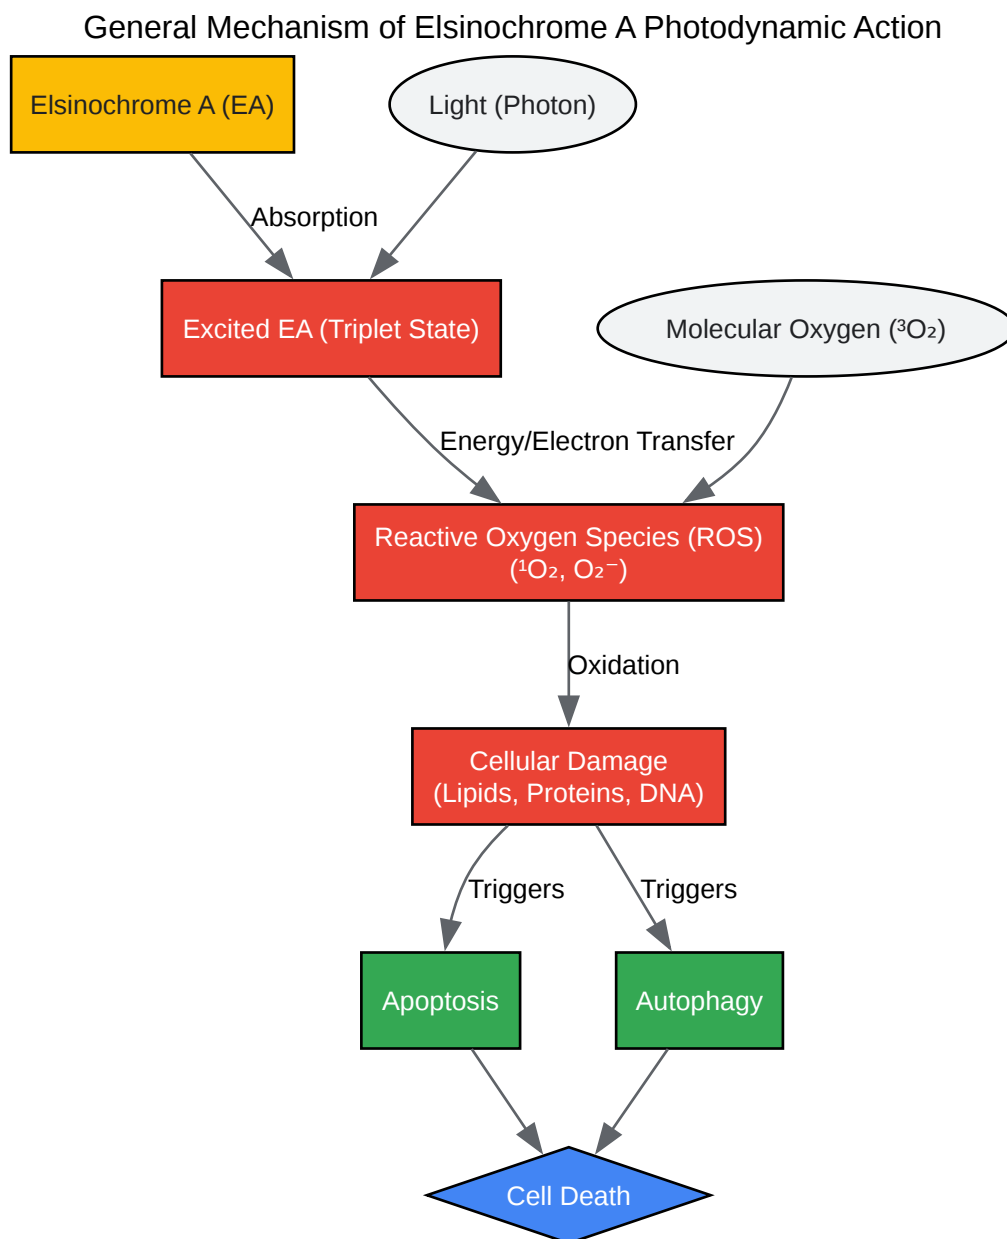 General Mechanism of Elsinochrome A Photodynamic Action
Elsinochrome A (EA)
Light (Photon)
Absorption
Excited EA (Triplet State)
Molecular Oxygen (³O₂)
Energy/Electron Transfer
Reactive Oxygen Species (ROS)
(¹O₂, O₂⁻)
Oxidation
Cellular Damage
(Lipids, Proteins, DNA)
Triggers
Triggers
Apoptosis
Autophagy
Cell Death